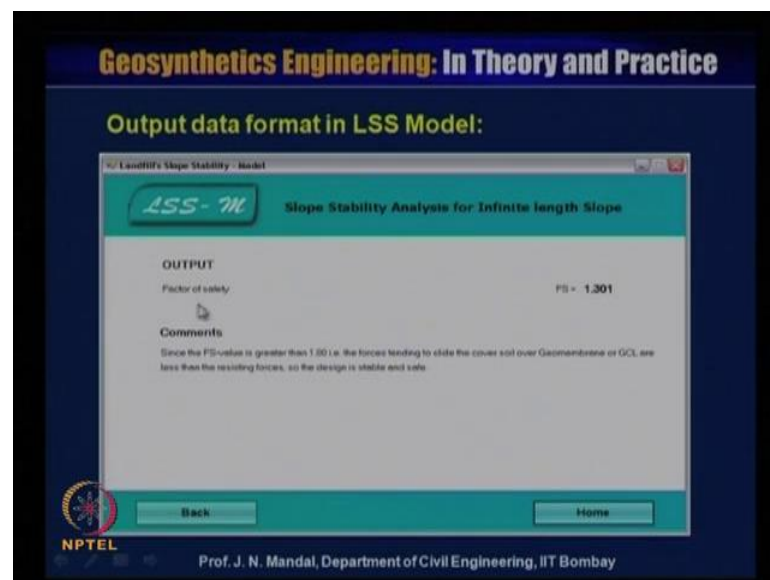 Geosynthetics Engineering: In Theory and Practice
Output data format in LSS Model:
Landfill's Slope Stability - Model
LSS - M
Slope Stability Analysis for Infinite length Slope
OUTPUT
Factor of safety
FS = 1.301
Comments
Since the FS-value is greater than 1.00 i.e. the forces tending to slide the cover soil over Geomembrane or GCL are
less than the resisting forces, so the design is stable and safe.
Back
Home
NPTEL
Prof. J. N. Mandal, Department of Civil Engineering, IIT Bombay